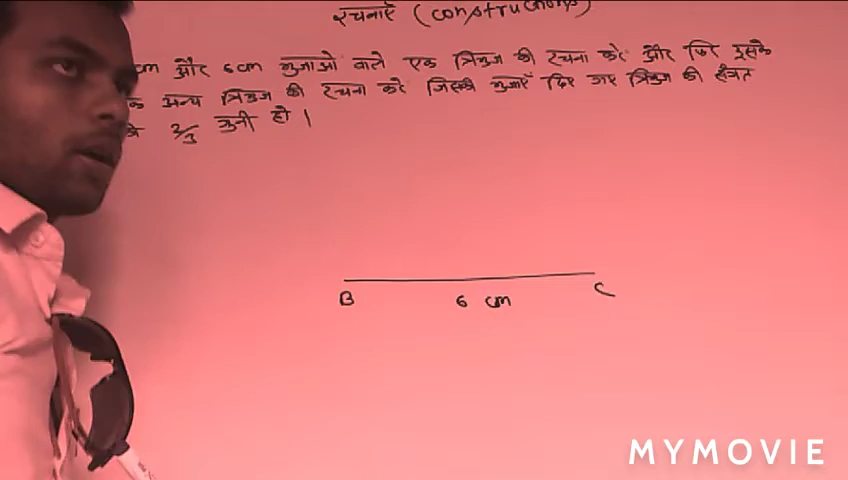 रचनाएँ (constructions)
cm और 6cm भुजाओं वाले एक त्रिभुज की रचना करें और फिर इसके
अन्य त्रिभुज की रचना करें जिसकी भुजाएँ दिए गए त्रिभुज की संगत
2/3 गुनी हो।
B 6 cm C
MYMOVIE